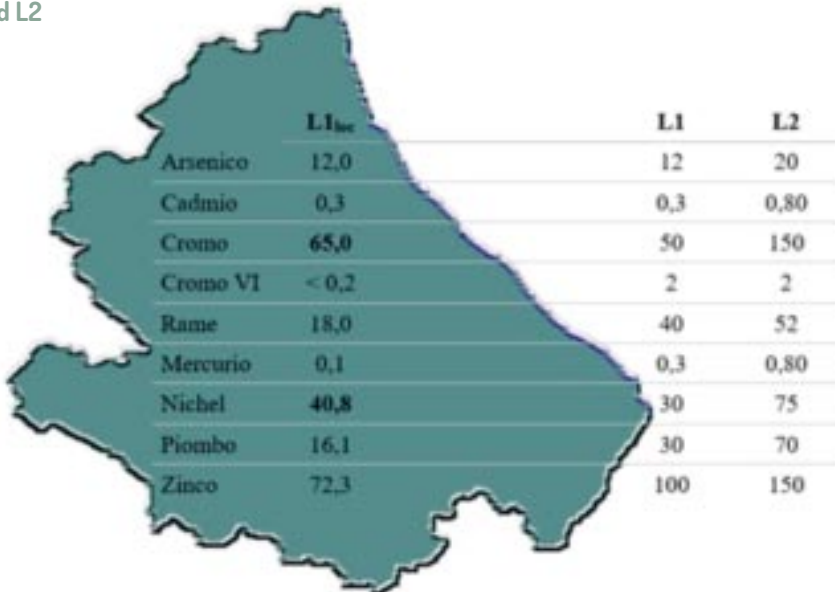 d L2
L1loc L1 L2
Arsenico 12,0 12 20
Cadmio 0,3 0,3 0,80
Cromo 65,0 50 150
Cromo VI < 0,2 2 2
Rame 18,0 40 52
Mercurio 0,1 0,3 0,80
Nichel 40,8 30 75
Piombo 16,1 30 70
Zinco 72,3 100 150